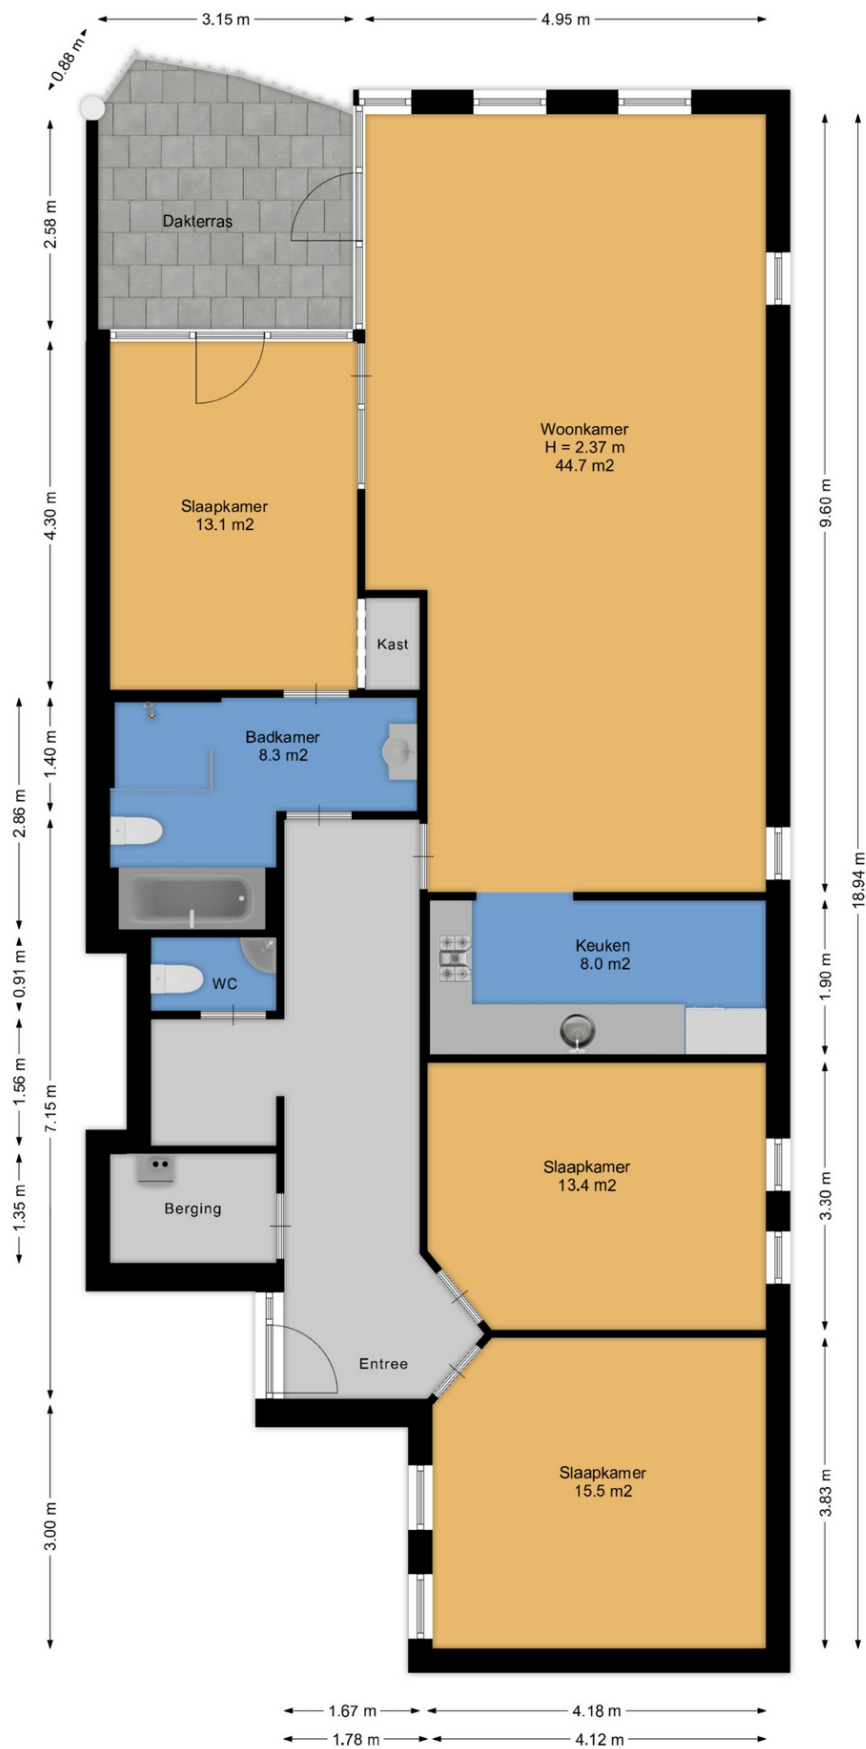 3.15 m
4.95 m
0.88 m
2.58 m
Dakterras
Woonkamer
H = 2.37 m
44.7 m2
9.60 m
4.30 m
Slaapkamer
13.1 m2
Kast
1.40 m
2.86 m
Badkamer
8.3 m2
18.94 m
0.91 m
WC
Keuken
8.0 m2
1.90 m
1.56 m
7.15 m
Slaapkamer
13.4 m2
3.30 m
1.35 m
Berging
Entree
3.00 m
Slaapkamer
15.5 m2
3.83 m
1.67 m
4.18 m
1.78 m
4.12 m